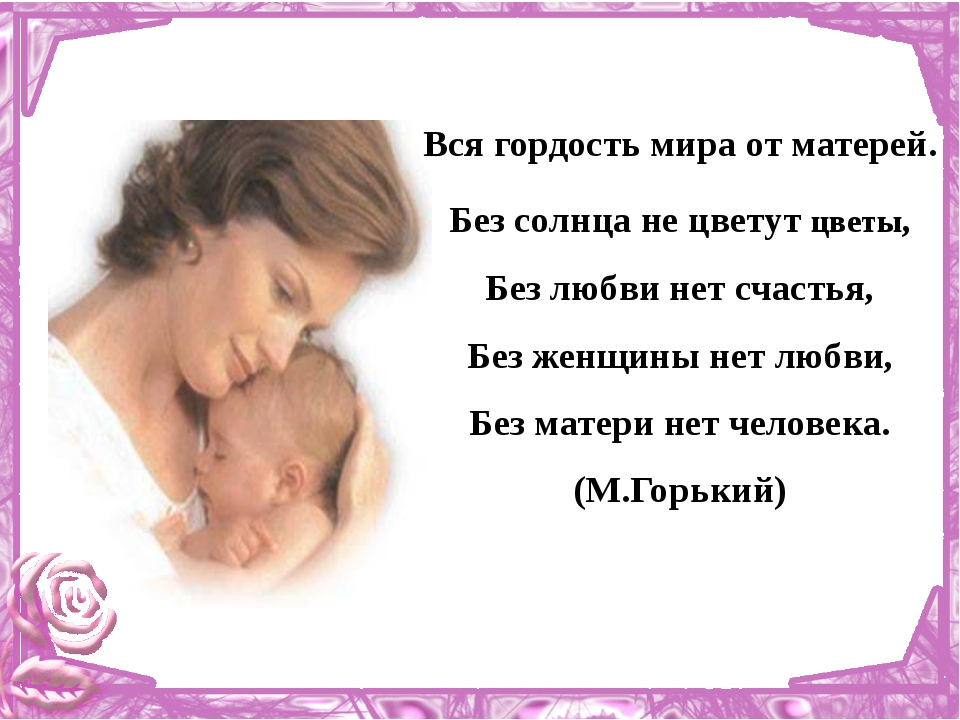 Вся гордость мира от матерей.
Без солнца не цветут цветы,
Без любви нет счастья,
Без женщины нет любви,
Без матери нет человека.
(М.Горький)